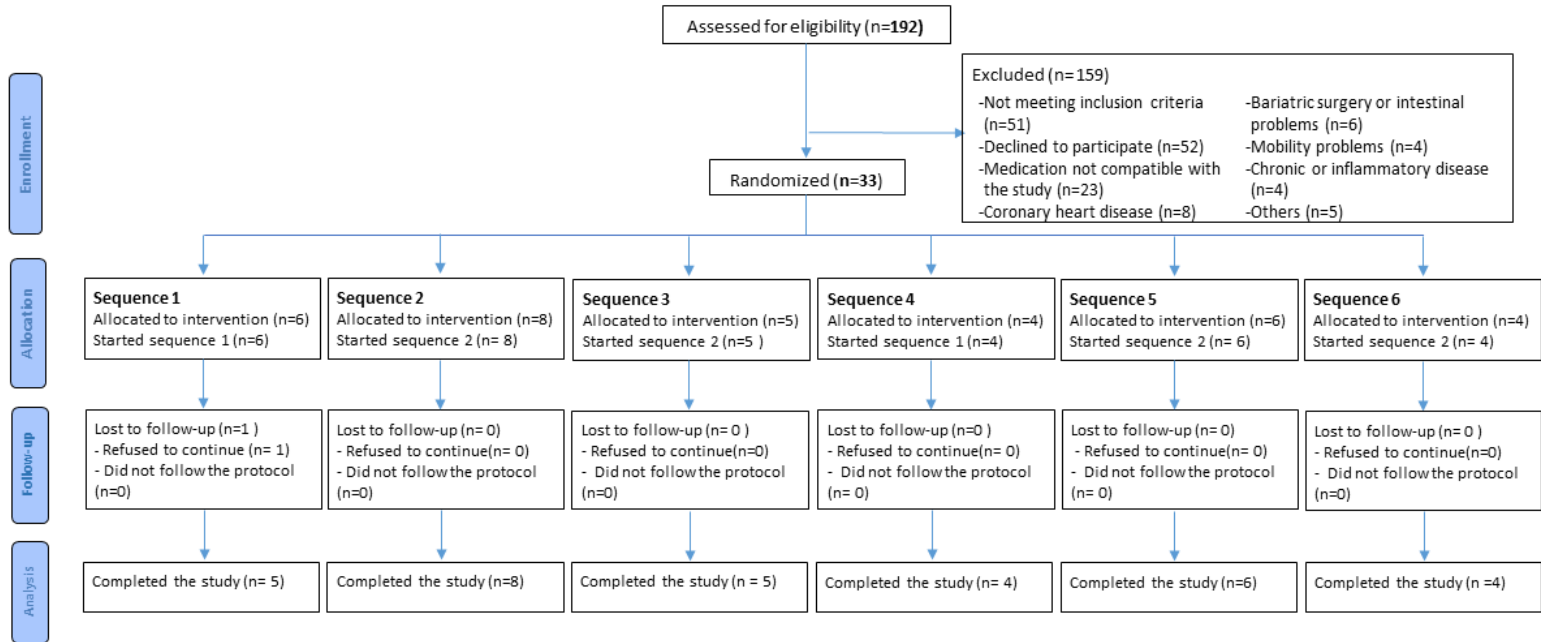 Assessed for eligibility (n=192)
Enrollment
Excluded (n=159)
-Not meeting inclusion criteria
(n=51)
-Declined to participate (n=52)
-Medication not compatible with
the study (n=23)
-Coronary heart disease (n=8)
-Bariatric surgery or intestinal
problems (n=6)
-Mobility problems (n=4)
-Chronic or inflammatory disease
(n=4)
-Others (n=5)
Randomized (n=33)
Allocation
Sequence 1
Allocated to intervention (n=6)
Started sequence 1 (n=6)
Sequence 2
Allocated to intervention (n=8)
Started sequence 2 (n= 8)
Sequence 3
Allocated to intervention (n=5)
Started sequence 2 (n=5 )
Sequence 4
Allocated to intervention (n=4)
Started sequence 1 (n=4)
Sequence 5
Allocated to intervention (n=6)
Started sequence 2 (n= 6)
Sequence 6
Allocated to intervention (n=4)
Started sequence 2 (n= 4)
Follow-up
Lost to follow-up (n=1 )
- Refused to continue (n= 1)
- Did not follow the protocol
(n=0)
Lost to follow-up (n= 0)
- Refused to continue(n= 0)
- Did not follow the protocol
(n=0)
Lost to follow-up (n= 0 )
- Refused to continue(n=0)
- Did not follow the protocol
(n=0)
Lost to follow-up (n=0 )
- Refused to continue(n= 0)
- Did not follow the protocol
(n= 0)
Lost to follow-up (n= 0)
- Refused to continue(n= 0)
- Did not follow the protocol
(n= 0)
Lost to follow-up (n= 0 )
- Refused to continue(n=0)
- Did not follow the protocol
(n=0)
Analysis
Completed the study (n= 5)
Completed the study (n=8)
Completed the study (n = 5)
Completed the study (n= 4)
Completed the study (n=6)
Completed the study (n =4)